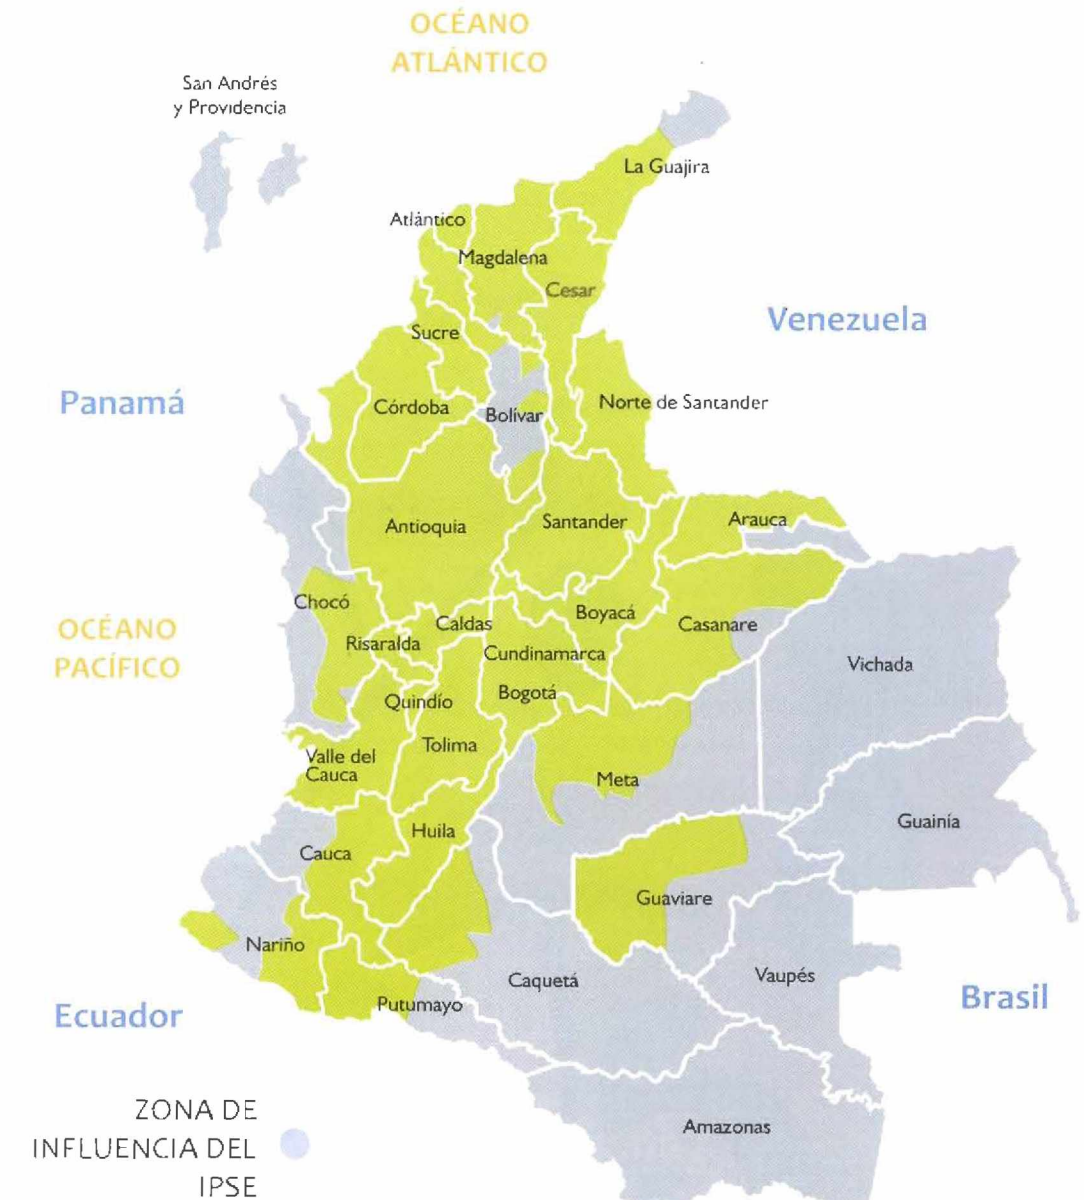 OCÉANO
ATLÁNTICO
San Andrés
y Providencia
La Guajira
Atlántico
Magdalena
Cesar
Venezuela
Sucre
Panamá
Córdoba
Bolívar
Norte de Santander
Antioquia
Santander
Arauca
Chocó
Boyacá
Caldas
Casanare
OCÉANO
PACÍFICO
Risaralda
Cundinamarca
Vichada
Bogotá
Quindío
Tolima
Valle del
Cauca
Meta
Guainía
Huila
Cauca
Guaviare
Nariño
Vaupés
Caquetá
Brasil
Putumayo
Ecuador
ZONA DE
INFLUENCIA DEL
IPSE
Amazonas